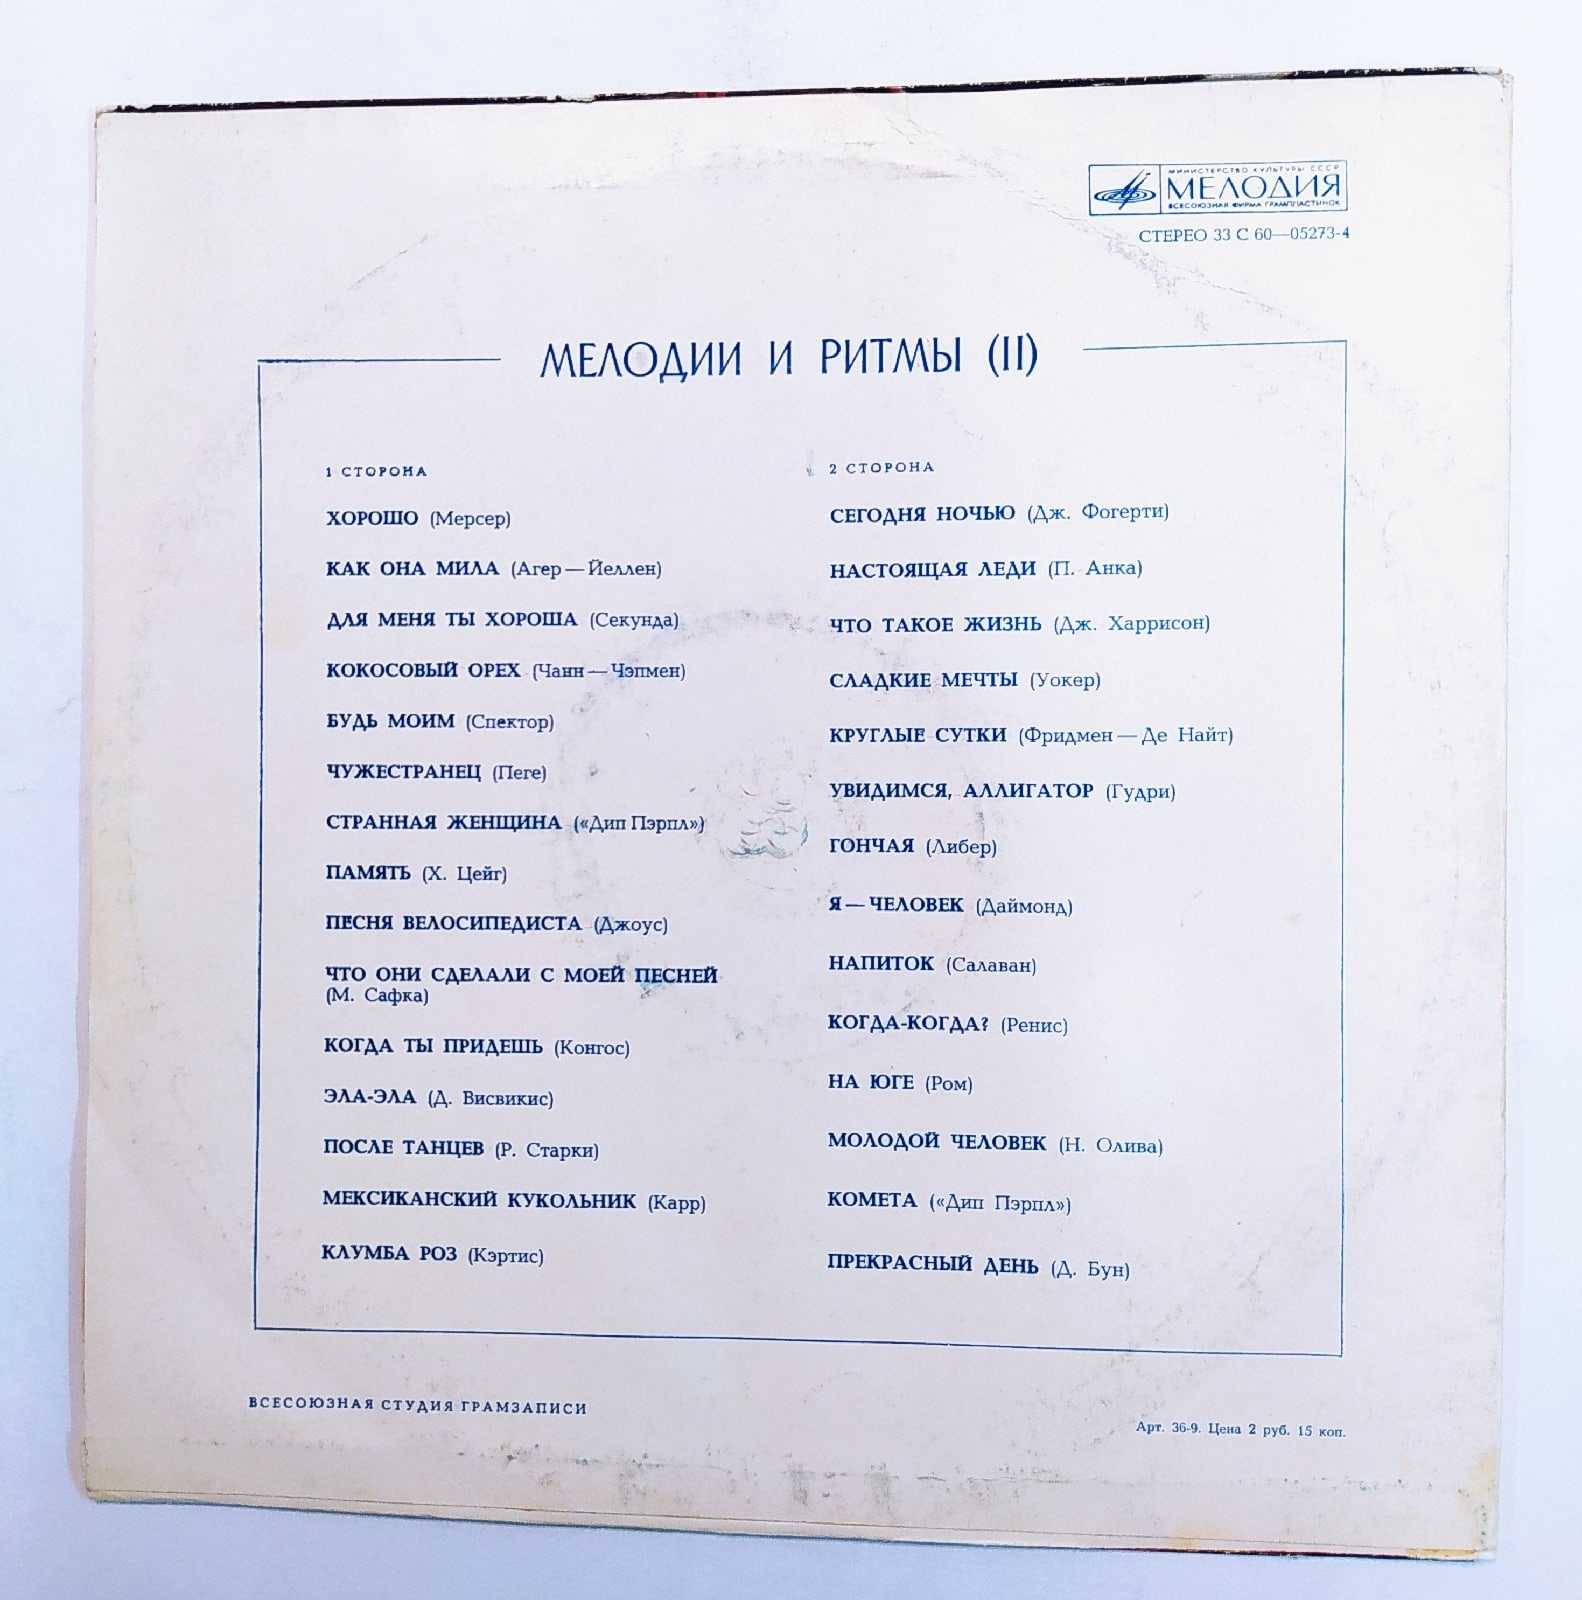 МИНИСТЕРСТВО КУЛЬТУРЫ СССР
МЕЛОДИЯ
ВСЕСОЮЗНАЯ ФИРМА ГРАМПЛАСТИНОК
СТЕРЕО 33 С 60—05273-4
МЕЛОДИИ И РИТМЫ (II)
1 СТОРОНА
ХОРОШО (Мерсер)
КАК ОНА МИЛА (Агер — Йеллен)
ДЛЯ МЕНЯ ТЫ ХОРОША (Секунда)
КОКОСОВЫЙ ОРЕХ (Чанн — Чэпмен)
БУДЬ МОИМ (Спектор)
ЧУЖЕСТРАНЕЦ (Пеге)
СТРАННАЯ ЖЕНЩИНА («Дип Пэрпл»)
ПАМЯТЬ (Х. Цейг)
ПЕСНЯ ВЕЛОСИПЕДИСТА (Джоус)
ЧТО ОНИ СДЕЛАЛИ С МОЕЙ ПЕСНЕЙ
(М. Сафка)
КОГДА ТЫ ПРИДЕШЬ (Конгос)
ЭЛА-ЭЛА (Д. Висвикис)
ПОСЛЕ ТАНЦЕВ (Р. Старки)
МЕКСИКАНСКИЙ КУКОЛЬНИК (Карр)
КЛУМБА РОЗ (Кэртис)
2 СТОРОНА
СЕГОДНЯ НОЧЬЮ (Дж. Фогерти)
НАСТОЯЩАЯ ЛЕДИ (П. Анка)
ЧТО ТАКОЕ ЖИЗНЬ (Дж. Харрисон)
СЛАДКИЕ МЕЧТЫ (Уокер)
КРУГЛЫЕ СУТКИ (Фридмен — Де Найт)
УВИДИМСЯ, АЛЛИГАТОР (Гудри)
ГОНЧАЯ (Либер)
Я — ЧЕЛОВЕК (Даймонд)
НАПИТОК (Салаван)
КОГДА-КОГДА? (Ренис)
НА ЮГЕ (Ром)
МОЛОДОЙ ЧЕЛОВЕК (Н. Олива)
КОМЕТА («Дип Пэрпл»)
ПРЕКРАСНЫЙ ДЕНЬ (Д. Бун)
ВСЕСОЮЗНАЯ СТУДИЯ ГРАМЗАПИСИ
Арт. 36-9. Цена 2 руб. 15 коп.